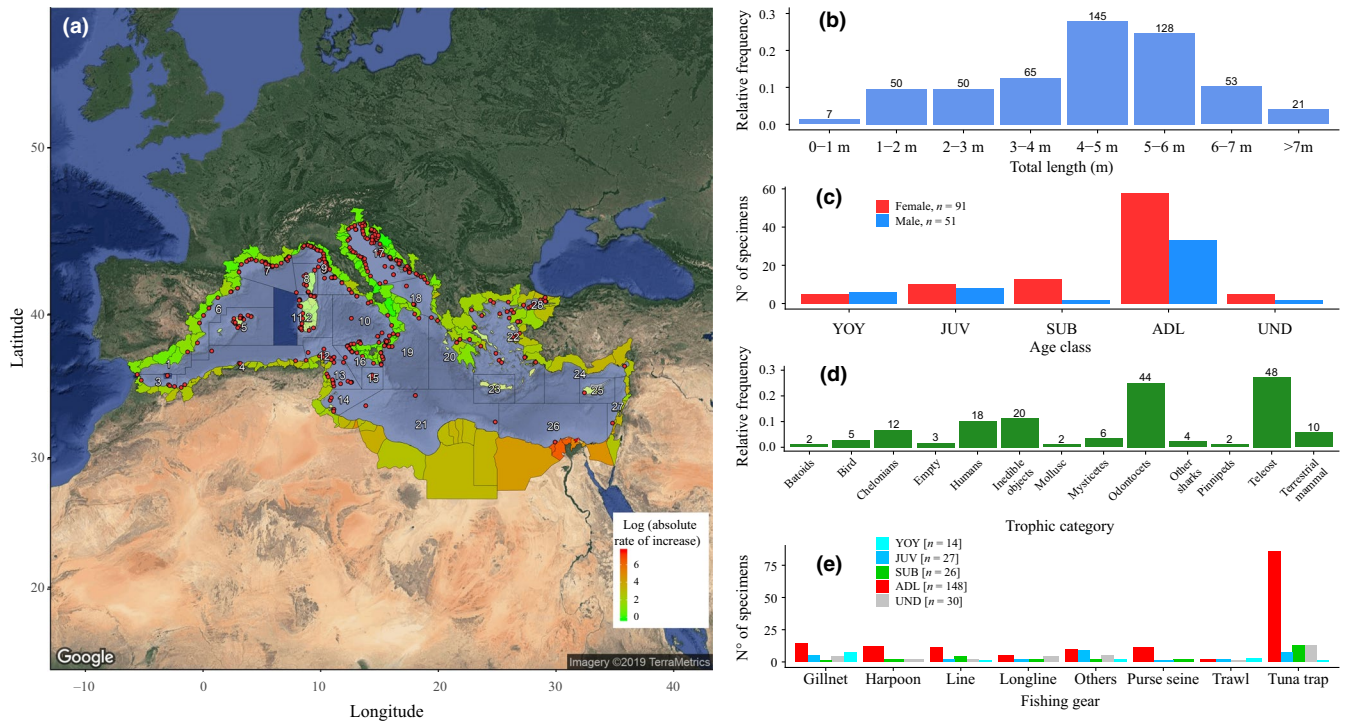 (a)
Latitude
50
40
30
20
−10
0
10
20
30
40
Longitude
1
3
4
5
6
7
8
9
10
11.2
12
13
14
15
16
17
18
19
20
21
22
23
24
25
26
27
28
Log (absolute
rate of increase)
6
4
2
0
Google
Imagery ©2019 TerraMetrics
(b)
Relative frequency
0.3
0.2
0.1
0.0
7
50
50
65
145
128
53
21
0−1 m
1−2 m
2−3 m
3−4 m
4−5 m
5−6 m
6−7 m
>7m
Total length (m)
(c)
N° of specimens
60
40
20
0
Female, n = 91
Male, n = 51
YOY
JUV
SUB
ADL
UND
Age class
(d)
Relative frequency
0.3
0.2
0.1
0.0
2
5
12
3
18
20
2
6
44
4
2
48
10
Batoids
Bird
Chelonians
Empty
Humans
Inedible
objects
Mollusc
Mysticetes
Odontocets
Other
sharks
Pinnipeds
Teleost
Terrestrial
mammal
Trophic category
(e)
N° of specimens
75
50
25
0
YOY [n = 14]
JUV [n = 27]
SUB [n = 26]
ADL [n = 148]
UND [n = 30]
Gillnet
Harpoon
Line
Longline
Others
Purse seine
Trawl
Tuna trap
Fishing gear